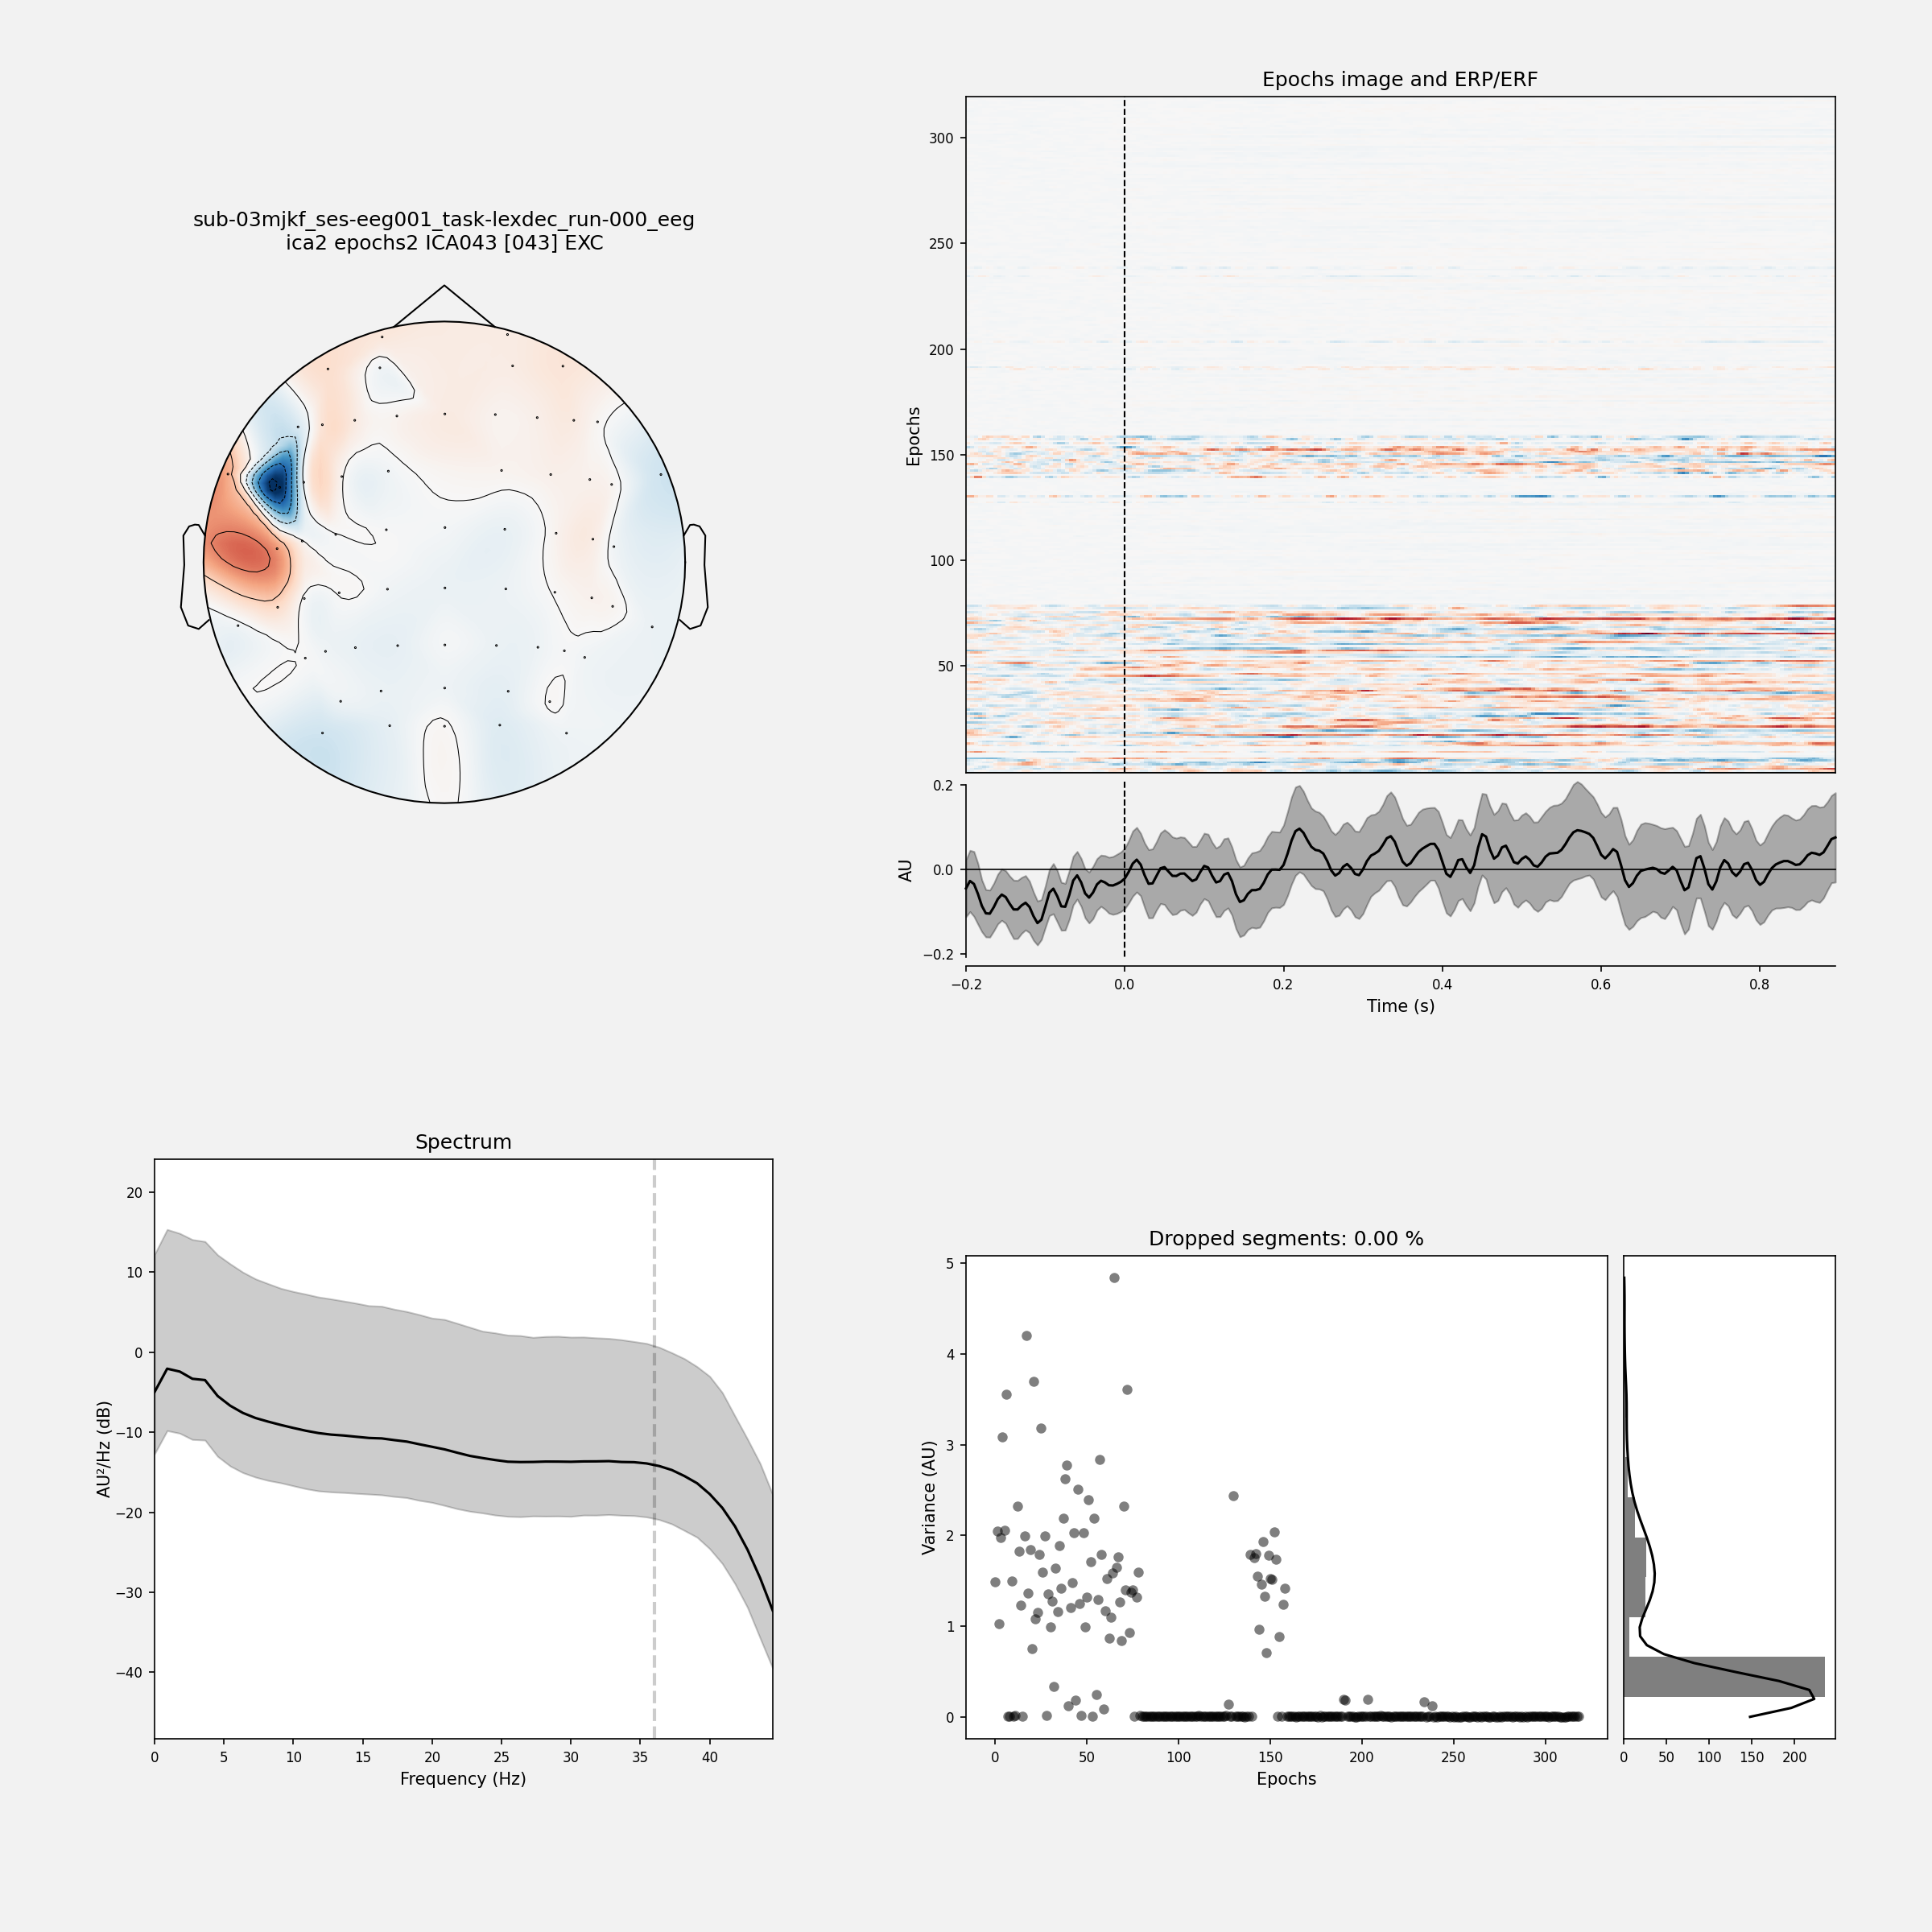 sub-03mjkf_ses-eeg001_task-lexdec_run-000_eeg
ica2 epochs2 ICA043 [043] EXC
Epochs image and ERP/ERF
300
250
200
150
100
50
Epochs
0.2
0.0
−0.2
AU
−0.2 0.0 0.2 0.4 0.6 0.8
Time (s)
Spectrum
20
10
0
−10
−20
−30
−40
AU²/Hz (dB)
0 5 10 15 20 25 30 35 40
Frequency (Hz)
Dropped segments: 0.00 %
5
4
3
2
1
0
Variance (AU)
0 50 100 150 200 250 300
Epochs
0 50 100 150 200